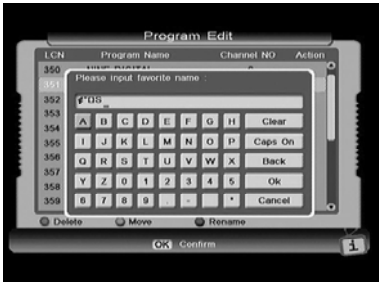 Program Edit
LCN Program Name Channel NO Action
350 NINE DIGITAL
351
352
353
354
355
356
357
358
359
Please input favorite name :
A B C D E F G H Clear
I J K L M N O P Caps On
Q R S T U V W X Back
Y Z 0 1 2 3 4 5 Ok
6 7 8 9 . - * Cancel
Delete Move Rename
OK Confirm
i